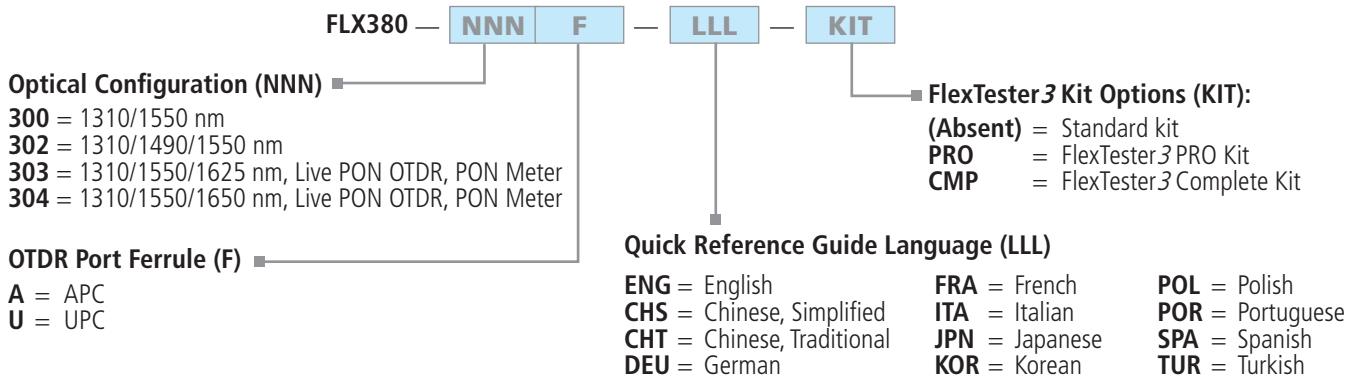 FLX380 — NNN F — LLL — KIT
Optical Configuration (NNN)
300 = 1310/1550 nm
302 = 1310/1490/1550 nm
303 = 1310/1550/1625 nm, Live PON OTDR, PON Meter
304 = 1310/1550/1650 nm, Live PON OTDR, PON Meter
OTDR Port Ferrule (F)
A = APC
U = UPC
FlexTester3 Kit Options (KIT):
(Absent) = Standard kit
PRO = FlexTester3 PRO Kit
CMP = FlexTester3 Complete Kit
Quick Reference Guide Language (LLL)
ENG = English
CHS = Chinese, Simplified
CHT = Chinese, Traditional
DEU = German
FRA = French
ITA = Italian
JPN = Japanese
KOR = Korean
POL = Polish
POR = Portuguese
SPA = Spanish
TUR = Turkish